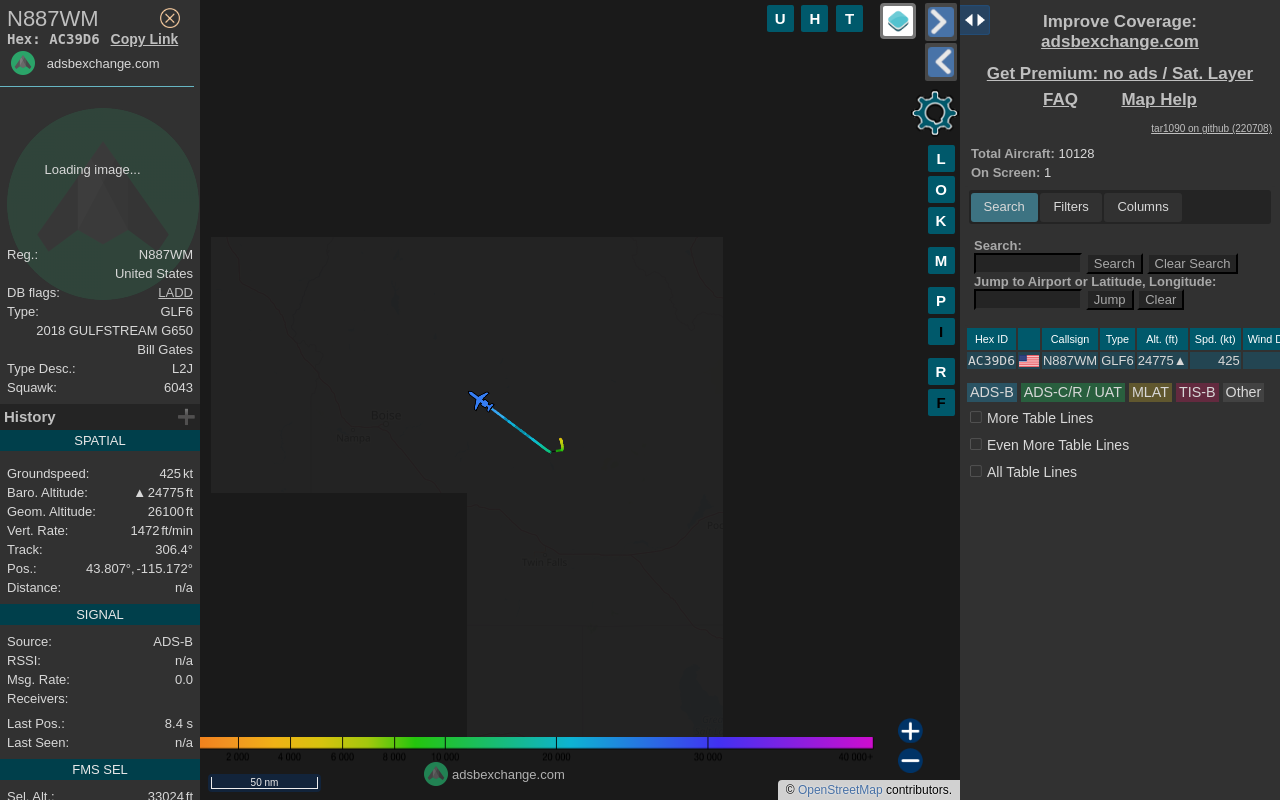 N887WM
Hex: AC39D6 Copy Link
adsbexchange.com
Loading image...
Reg.: N887WM
United States
DB flags: LADD
Type: GLF6
2018 GULFSTREAM G650
Bill Gates
Type Desc.: L2J
Squawk: 6043
History
SPATIAL
Groundspeed: 425 kt
Baro. Altitude: ▲ 24775 ft
Geom. Altitude: 26100 ft
Vert. Rate: 1472 ft/min
Track: 306.4°
Pos.: 43.807°, -115.172°
Distance: n/a
SIGNAL
Source: ADS-B
RSSI: n/a
Msg. Rate: 0.0
Receivers:
Last Pos.: 8.4 s
Last Seen: n/a
FMS SEL
Sel. Alt.: 33024 ft
U H T
L
O
K
M
P
I
R
F
Boise
Nampa
Twin Falls
2 000 4 000 6 000 8 000 10 000 20 000 30 000 40 000+
50 nm
adsbexchange.com
© OpenStreetMap contributors.
Improve Coverage:
adsbexchange.com
Get Premium: no ads / Sat. Layer
FAQ Map Help
tar1090 on github (220708)
Total Aircraft: 10128
On Screen: 1
Search Filters Columns
Search:
Search Clear Search
Jump to Airport or Latitude, Longitude:
Jump Clear
Hex ID Callsign Type Alt. (ft) Spd. (kt) Wind D
AC39D6 N887WM GLF6 24775▲ 425
ADS-B ADS-C/R / UAT MLAT TIS-B Other
More Table Lines
Even More Table Lines
All Table Lines